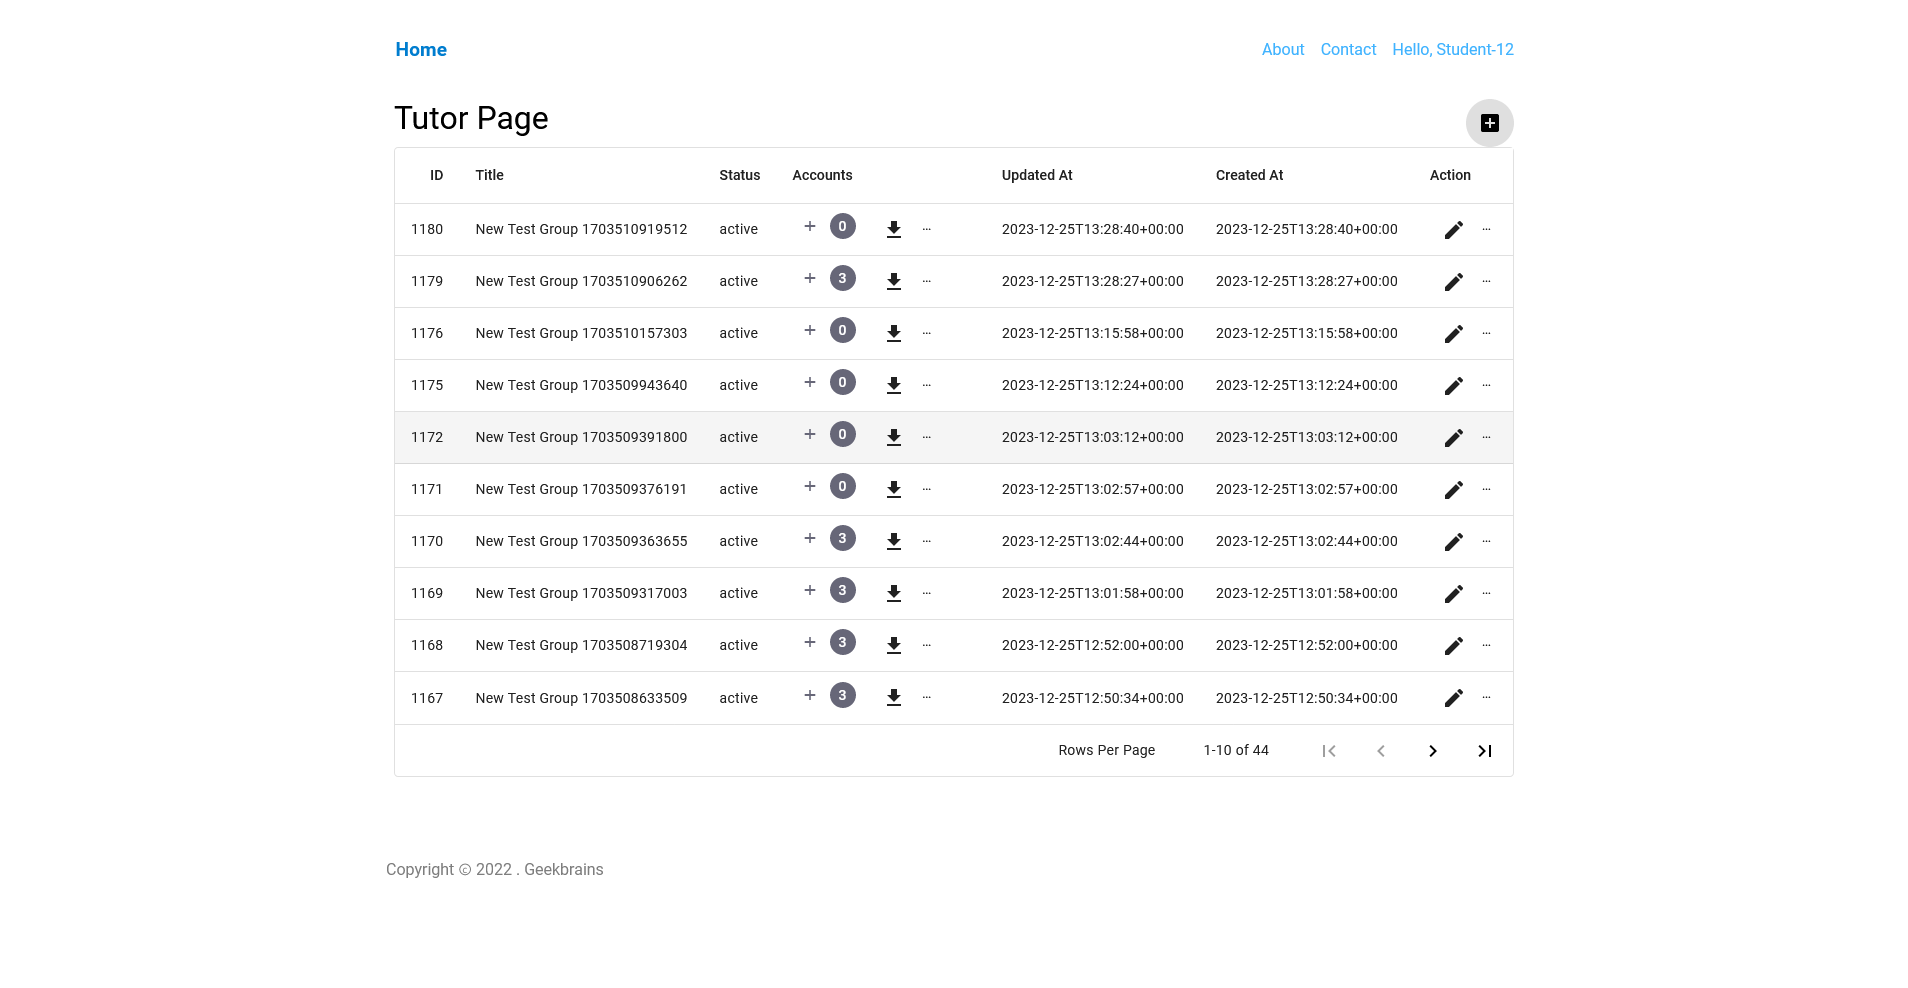 Home About Contact Hello, Student-12
Tutor Page
ID Title Status Accounts Updated At Created At Action
1180 New Test Group 1703510919512 active + 0 ... 2023-12-25T13:28:40+00:00 2023-12-25T13:28:40+00:00 ...
1179 New Test Group 1703510906262 active + 3 ... 2023-12-25T13:28:27+00:00 2023-12-25T13:28:27+00:00 ...
1176 New Test Group 1703510157303 active + 0 ... 2023-12-25T13:15:58+00:00 2023-12-25T13:15:58+00:00 ...
1175 New Test Group 1703509943640 active + 0 ... 2023-12-25T13:12:24+00:00 2023-12-25T13:12:24+00:00 ...
1172 New Test Group 1703509391800 active + 0 ... 2023-12-25T13:03:12+00:00 2023-12-25T13:03:12+00:00 ...
1171 New Test Group 1703509376191 active + 0 ... 2023-12-25T13:02:57+00:00 2023-12-25T13:02:57+00:00 ...
1170 New Test Group 1703509363655 active + 3 ... 2023-12-25T13:02:44+00:00 2023-12-25T13:02:44+00:00 ...
1169 New Test Group 1703509317003 active + 3 ... 2023-12-25T13:01:58+00:00 2023-12-25T13:01:58+00:00 ...
1168 New Test Group 1703508719304 active + 3 ... 2023-12-25T12:52:00+00:00 2023-12-25T12:52:00+00:00 ...
1167 New Test Group 1703508633509 active + 3 ... 2023-12-25T12:50:34+00:00 2023-12-25T12:50:34+00:00 ...
Rows Per Page 1-10 of 44
Copyright © 2022 . Geekbrains